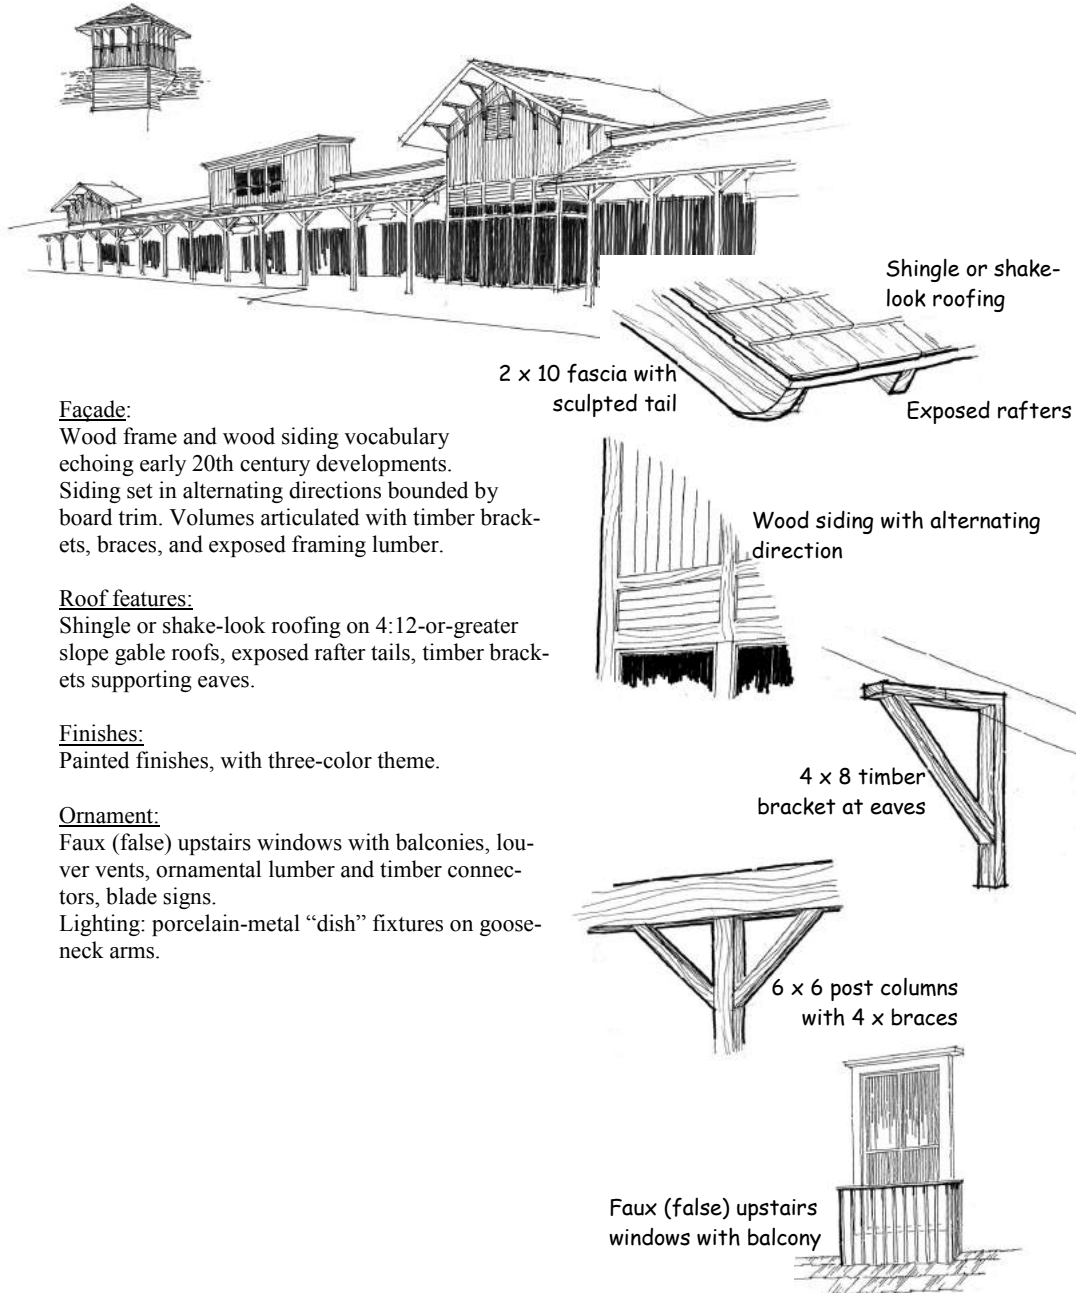 Shingle or shake-
look roofing
2 x 10 fascia with
sculpted tail
Exposed rafters
Façade:
Wood frame and wood siding vocabulary
echoing early 20th century developments.
Siding set in alternating directions bounded by
board trim. Volumes articulated with timber brack-
ets, braces, and exposed framing lumber.
Roof features:
Shingle or shake-look roofing on 4:12-or-greater
slope gable roofs, exposed rafter tails, timber brack-
ets supporting eaves.
Finishes:
Painted finishes, with three-color theme.
Ornament:
Faux (false) upstairs windows with balconies, lou-
ver vents, ornamental lumber and timber connec-
tors, blade signs.
Lighting: porcelain-metal “dish” fixtures on goose-
neck arms.
Wood siding with alternating
direction
4 x 8 timber
bracket at eaves
6 x 6 post columns
with 4 x braces
Faux (false) upstairs
windows with balcony